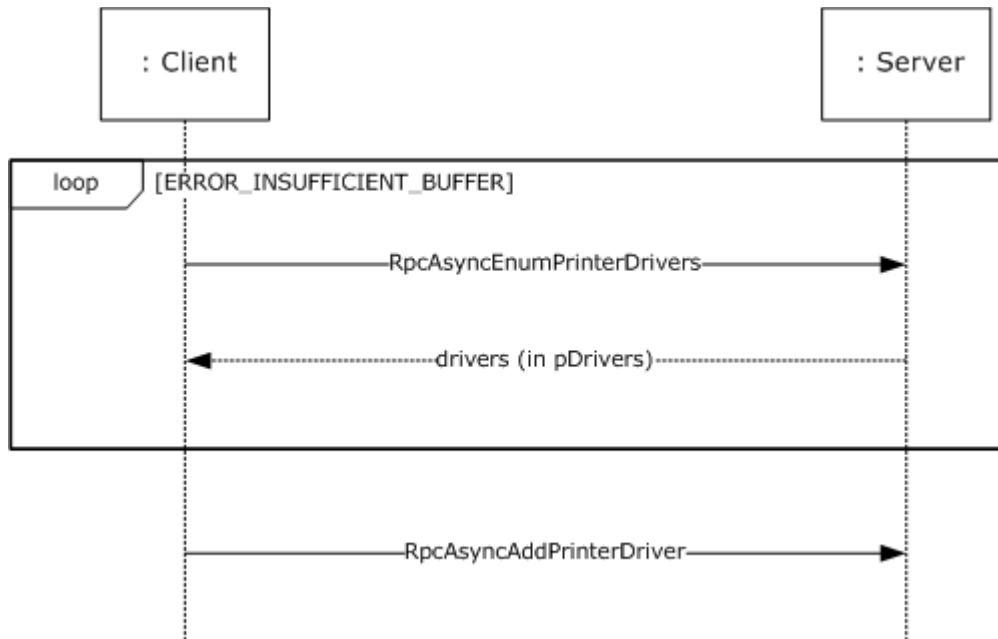 : Client
: Server
loop
[ERROR_INSUFFICIENT_BUFFER]
RpcAsyncEnumPrinterDrivers
drivers (in pDrivers)
RpcAsyncAddPrinterDriver